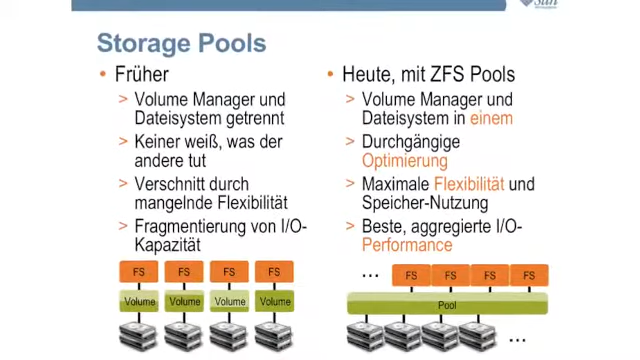 Sun
Storage Pools
• Früher
> Volume Manager und
Dateisystem getrennt
> Keiner weiß, was der
andere tut
> Verschnitt durch
mangelnde Flexibilität
> Fragmentierung von I/O-
Kapazität
FS FS FS FS
Volume Volume Volume Volume
• Heute, mit ZFS Pools
> Volume Manager und
Dateisystem in einem
> Durchgängige
Optimierung
> Maximale Flexibilität und
Speicher-Nutzung
> Beste, aggregierte I/O-
Performance
... FS FS FS FS
Pool
...